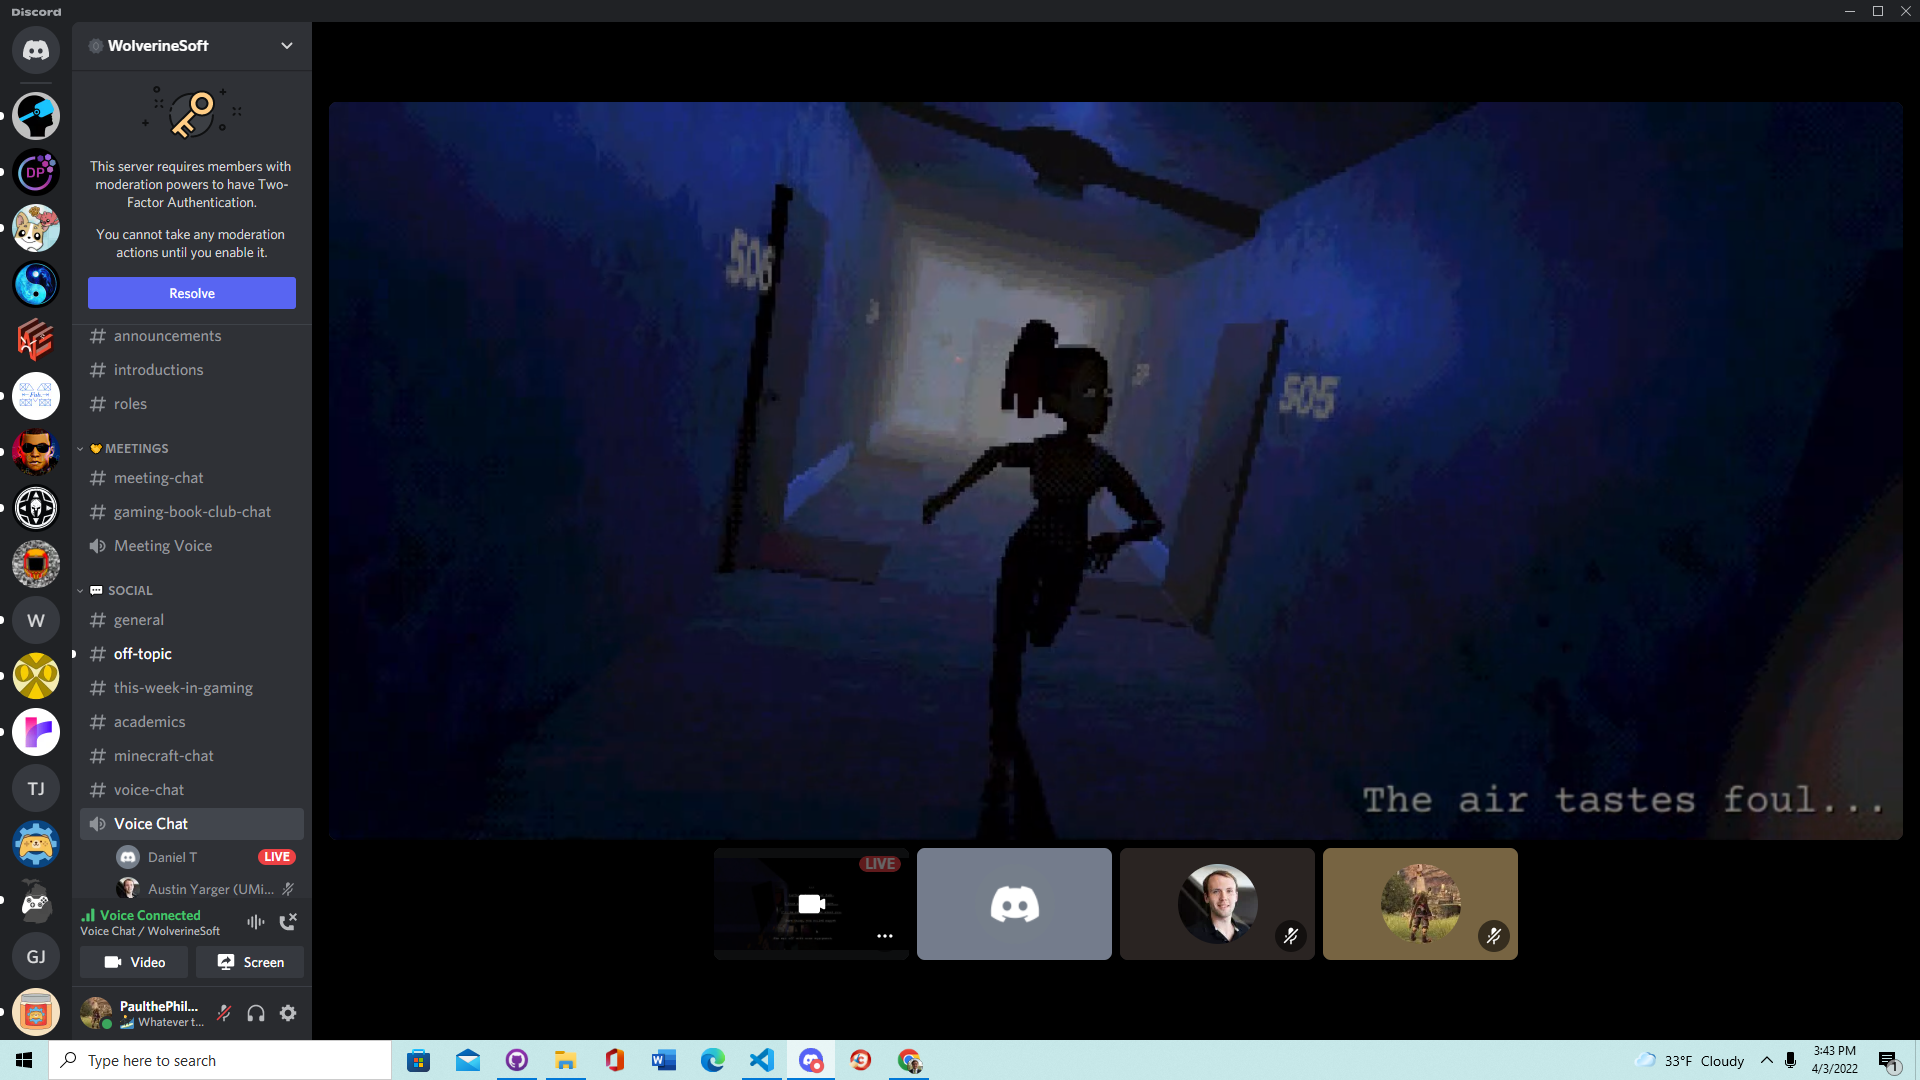 Discord
WolverineSoft
This server requires members with
moderation powers to have Two-
Factor Authentication.
You cannot take any moderation
actions until you enable it.
Resolve
announcements
introductions
roles
MEETINGS
meeting-chat
gaming-book-club-chat
Meeting Voice
SOCIAL
general
off-topic
this-week-in-gaming
academics
minecraft-chat
voice-chat
Voice Chat
Daniel T LIVE
Austin Yarger (UMi...
Voice Connected
Voice Chat / WolverineSoft
Video Screen
PaulthePhil...
Whatever t...
DP
Fish
W
TJ
GJ
506
505
The air tastes foul...
LIVE
Type here to search
33°F Cloudy
3:43 PM
4/3/2022
1